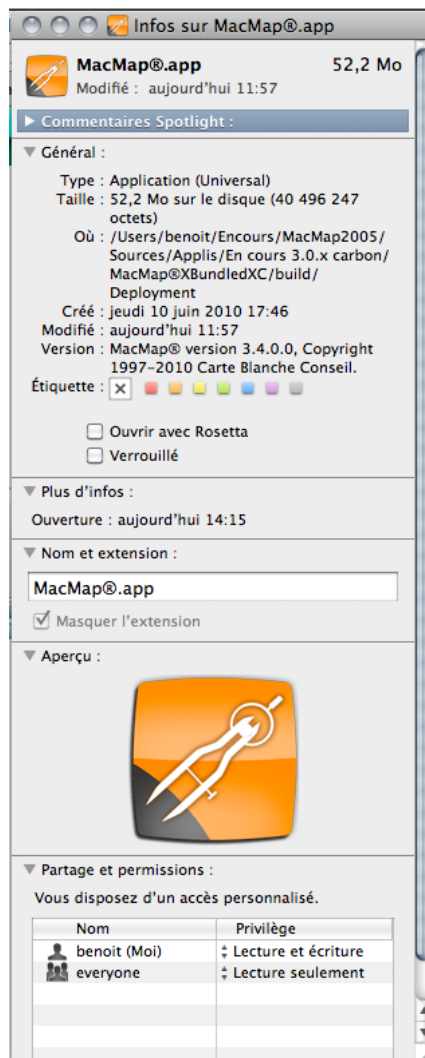 Infos sur MacMap®.app
MacMap®.app 52,2 Mo
Modifié : aujourd'hui 11:57
Commentaires Spotlight :
Général :
Type : Application (Universal)
Taille : 52,2 Mo sur le disque (40 496 247
octets)
Où : /Users/benoit/Encours/MacMap2005/
Sources/Applis/En cours 3.0.x carbon/
MacMap®XBundledXC/build/
Deployment
Créé : jeudi 10 juin 2010 17:46
Modifié : aujourd'hui 11:57
Version : MacMap® version 3.4.0.0, Copyright
1997-2010 Carte Blanche Conseil.
Étiquette :
Ouvrir avec Rosetta
Verrouillé
Plus d'infos :
Ouverture : aujourd'hui 14:15
Nom et extension :
MacMap®.app
Masquer l'extension
Aperçu :
Partage et permissions :
Vous disposez d'un accès personnalisé.
Nom Privilège
benoit (Moi) Lecture et écriture
everyone Lecture seulement